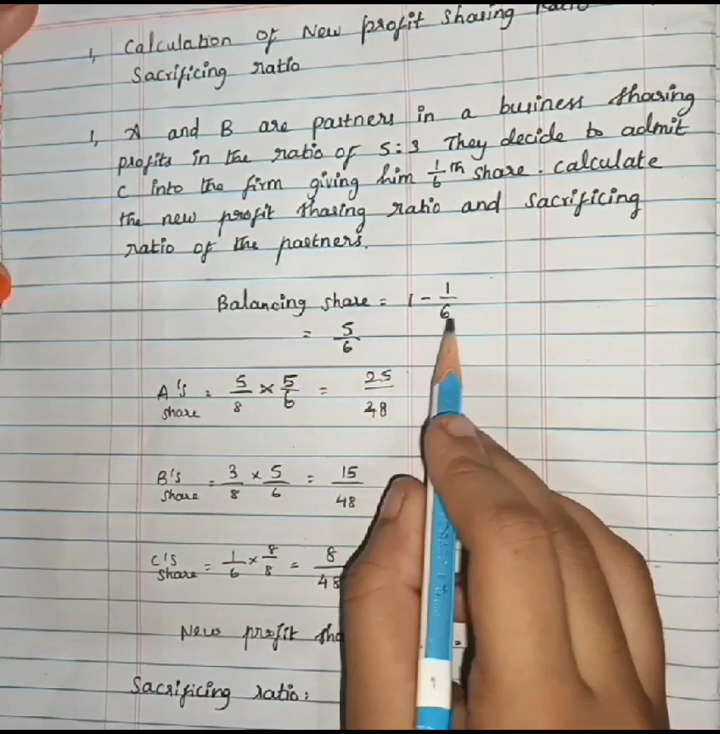 1, Calculation of New profit sharing Ratio
Sacrificing ratio
1, A and B are partners in a business sharing
profits in the ratio of 5:3 They decide to admit
C into the firm giving him 1/6 th share. calculate
the new profit sharing ratio and sacrificing
ratio of the partners.
Balancing share = 1 - 1/6
= 5/6
A's share = 5/8 × 5/6 = 25/48
B's share = 3/8 × 5/6 = 15/48
C's share = 1/6 × 8/8 = 8/48
New profit sha
Sacrificing ratio: